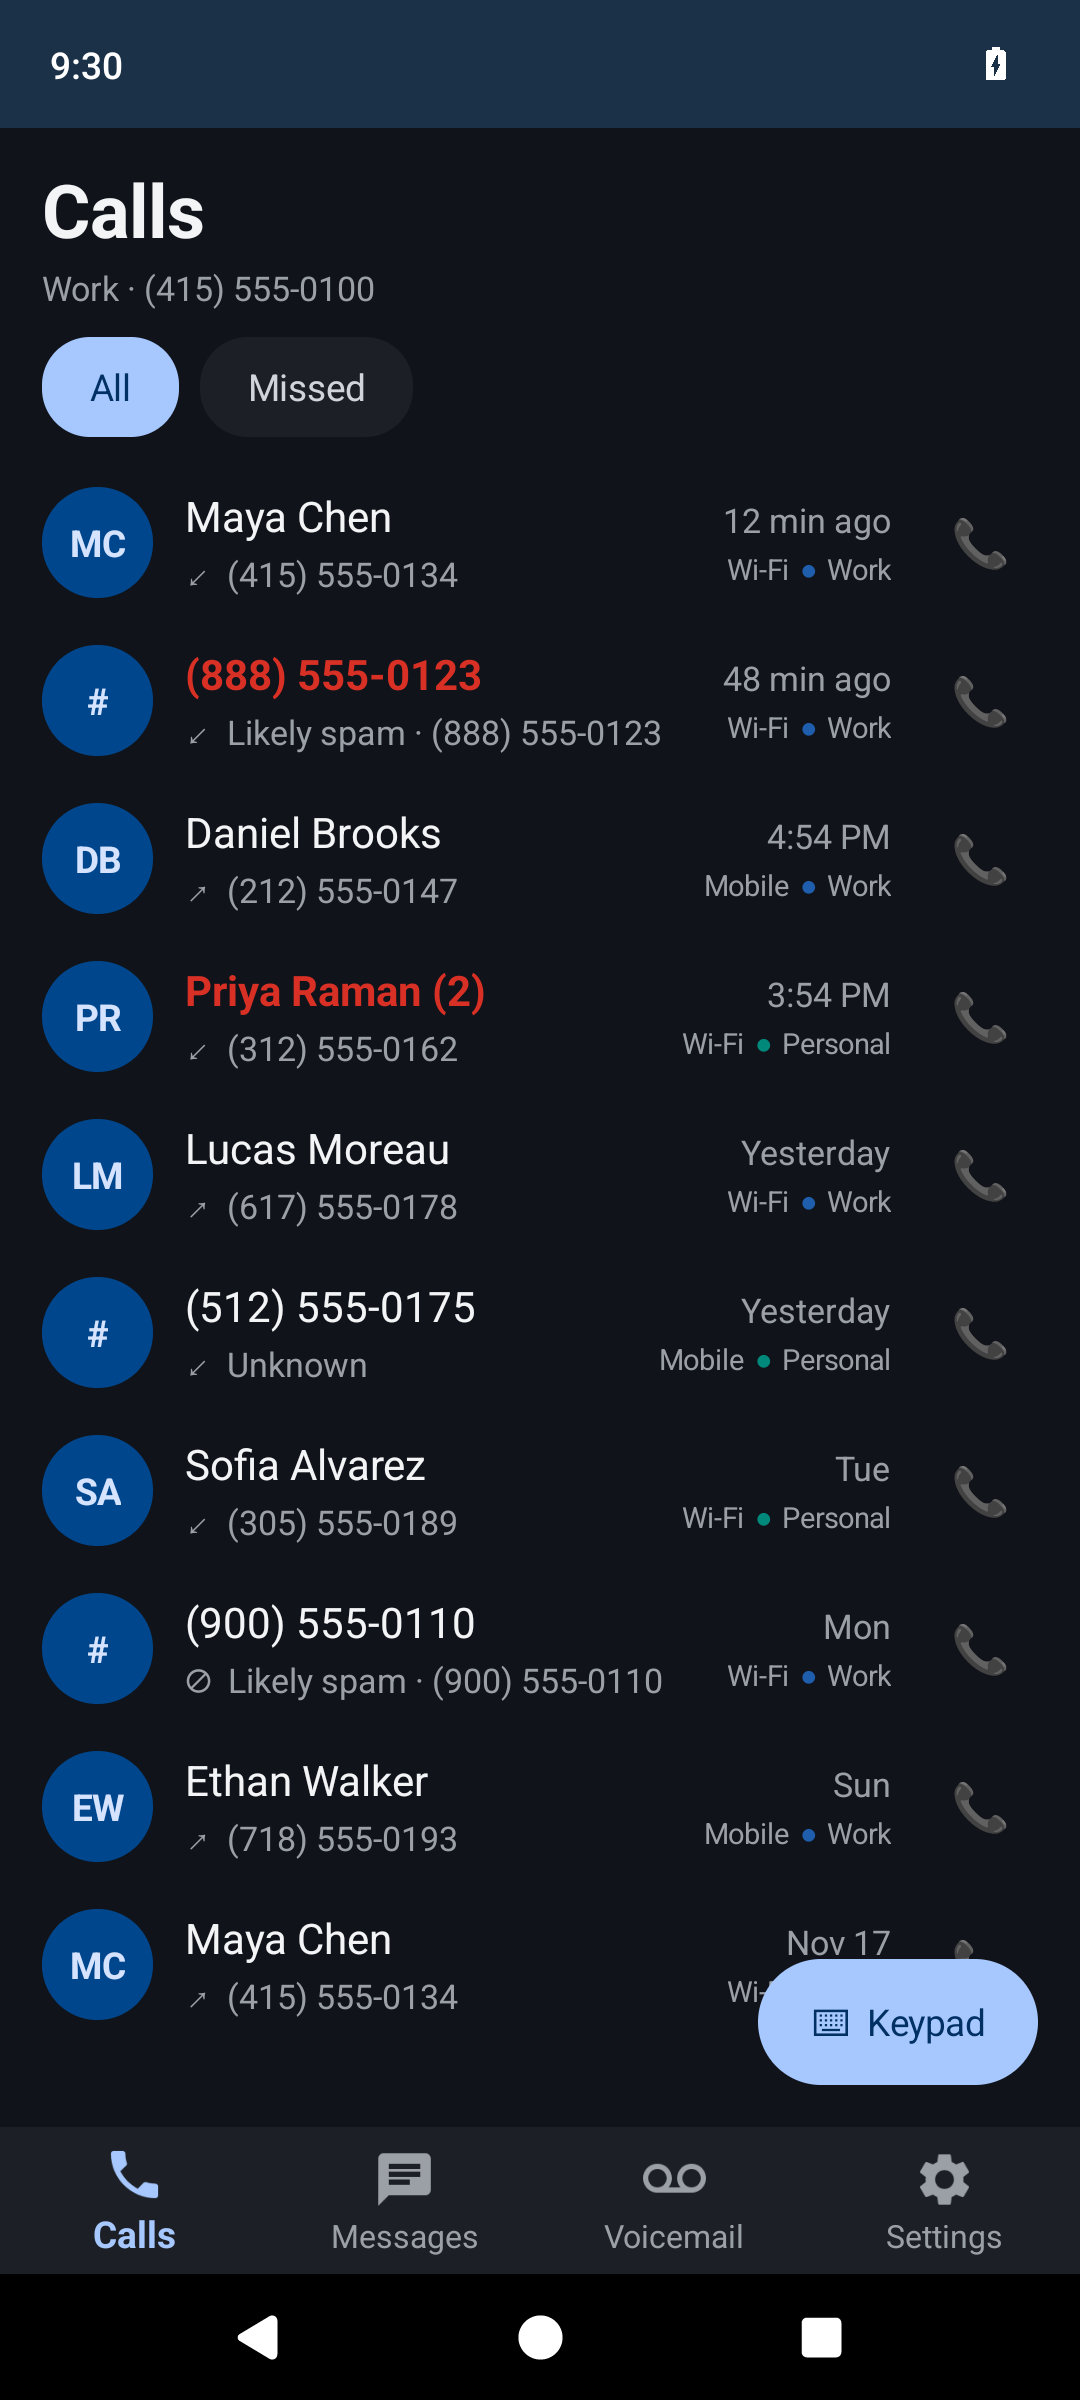 9:30
Calls
Work · (415) 555-0100
All
Missed
MC
Maya Chen
↙ (415) 555-0134
12 min ago
Wi-Fi ● Work
#
(888) 555-0123
↙ Likely spam · (888) 555-0123
48 min ago
Wi-Fi ● Work
DB
Daniel Brooks
↗ (212) 555-0147
4:54 PM
Mobile ● Work
PR
Priya Raman (2)
↙ (312) 555-0162
3:54 PM
Wi-Fi ● Personal
LM
Lucas Moreau
↗ (617) 555-0178
Yesterday
Wi-Fi ● Work
#
(512) 555-0175
↙ Unknown
Yesterday
Mobile ● Personal
SA
Sofia Alvarez
↙ (305) 555-0189
Tue
Wi-Fi ● Personal
#
(900) 555-0110
⊘ Likely spam · (900) 555-0110
Mon
Wi-Fi ● Work
EW
Ethan Walker
↗ (718) 555-0193
Sun
Mobile ● Work
MC
Maya Chen
↗ (415) 555-0134
Nov 17
Keypad
Calls
Messages
Voicemail
Settings